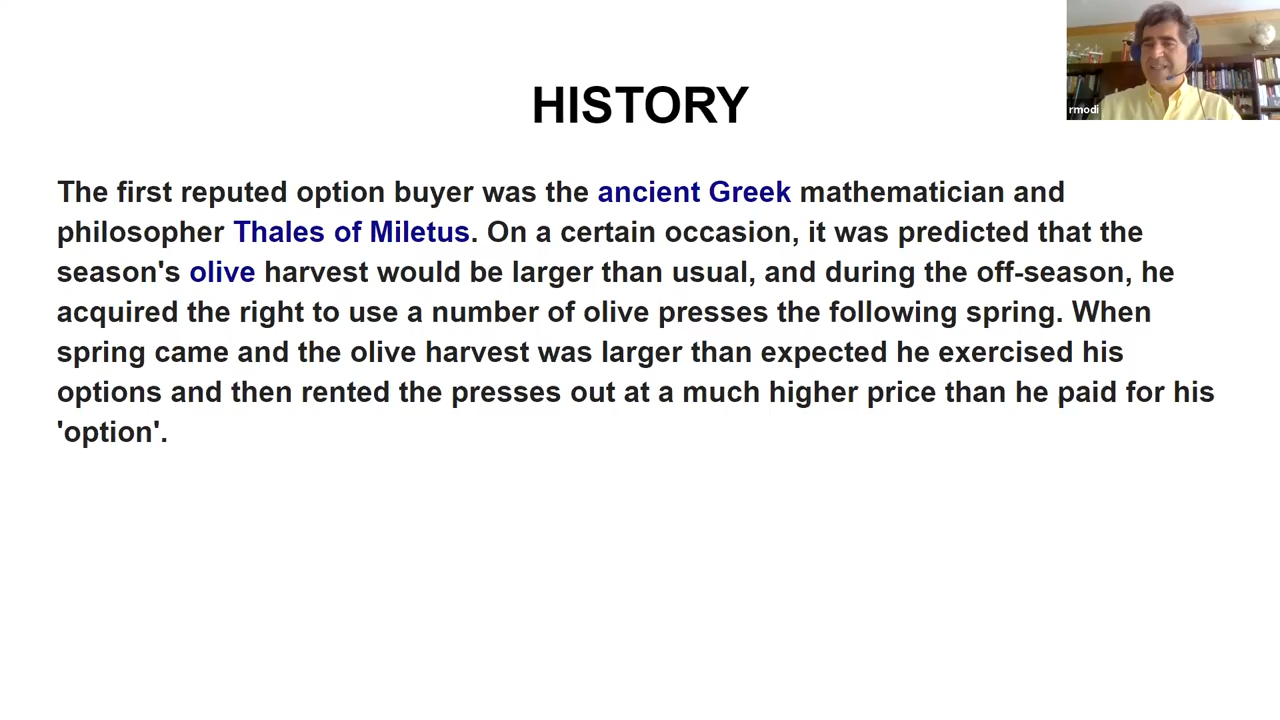 HISTORY
rmodi
The first reputed option buyer was the ancient Greek mathematician and
philosopher Thales of Miletus. On a certain occasion, it was predicted that the
season's olive harvest would be larger than usual, and during the off-season, he
acquired the right to use a number of olive presses the following spring. When
spring came and the olive harvest was larger than expected he exercised his
options and then rented the presses out at a much higher price than he paid for his
'option'.